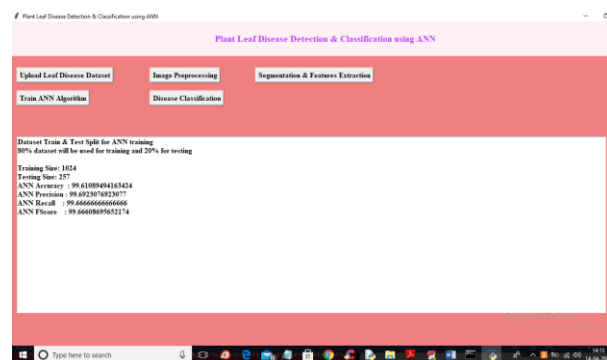 Plant Leaf Disease Detection & Classification using ANN
Plant Leaf Disease Detection & Classification using ANN
Upload Leaf Disease Dataset
Image Preprocessing
Segmentation & Features Extraction
Train ANN Algorithm
Disease Classification
Dataset Train & Test Split for ANN training
80% dataset will be used for training and 20% for testing
Training Size: 1024
Testing Size: 257
ANN Accuracy : 99.61089494163424
ANN Precision : 99.6923076923077
ANN Recall : 99.66666666666666
ANN FScore : 99.66608695652174
Type here to search
14:15